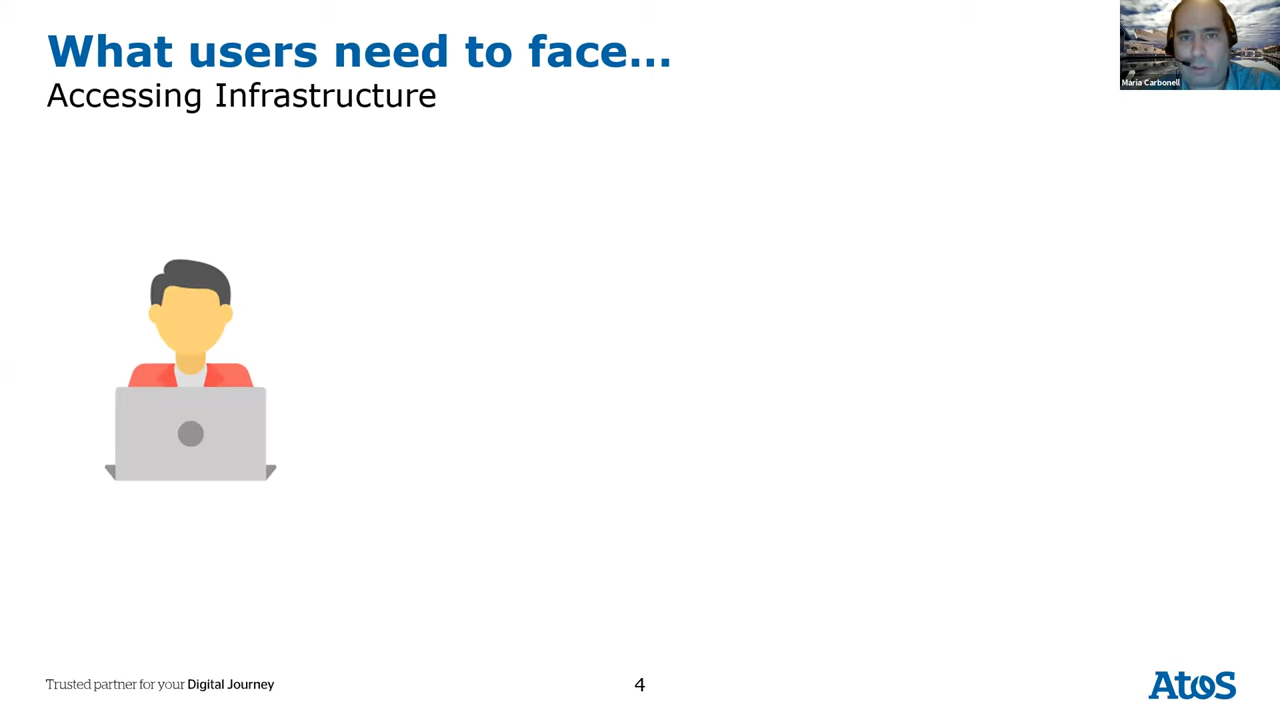 What users need to face...
Accessing Infrastructure
Maria Carbonell
Trusted partner for your Digital Journey
4
Atos